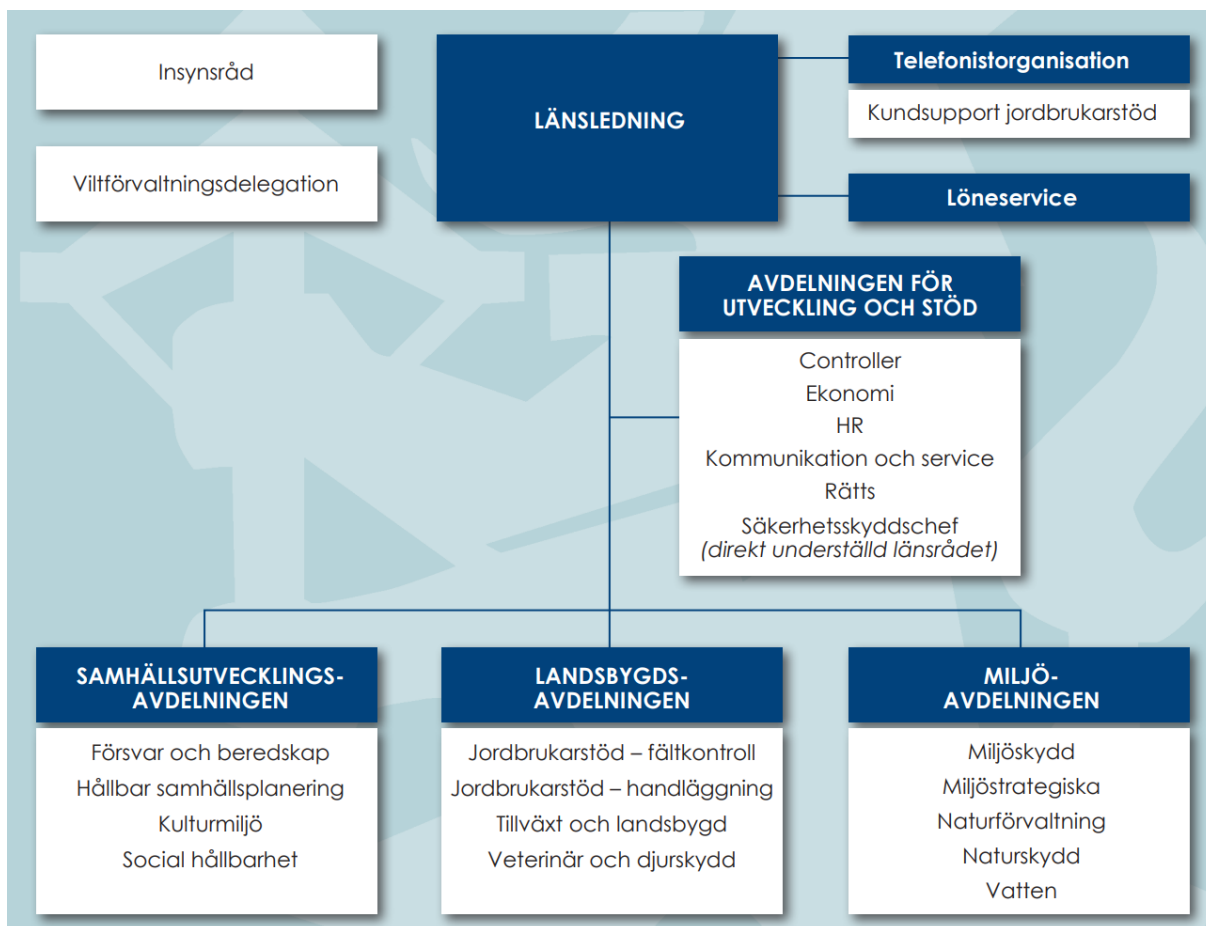 Insynsråd
Viltförvaltningsdelegation
LÄNSLEDNING
Telefonistorganisation
Kundsupport jordbrukarstöd
Löneservice
AVDELNINGEN FÖR
UTVECKLING OCH STÖD
Controller
Ekonomi
HR
Kommunikation och service
Rätts
Säkerhetsskyddschef
(direkt underställd länsrådet)
SAMHÄLLSUTVECKLINGS-
AVDELNINGEN
Försvar och beredskap
Hållbar samhällsplanering
Kulturmiljö
Social hållbarhet
LANDSBYGDS-
AVDELNINGEN
Jordbrukarstöd – fältkontroll
Jordbrukarstöd – handläggning
Tillväxt och landsbygd
Veterinär och djurskydd
MILJÖ-
AVDELNINGEN
Miljöskydd
Miljöstrategiska
Naturförvaltning
Naturskydd
Vatten